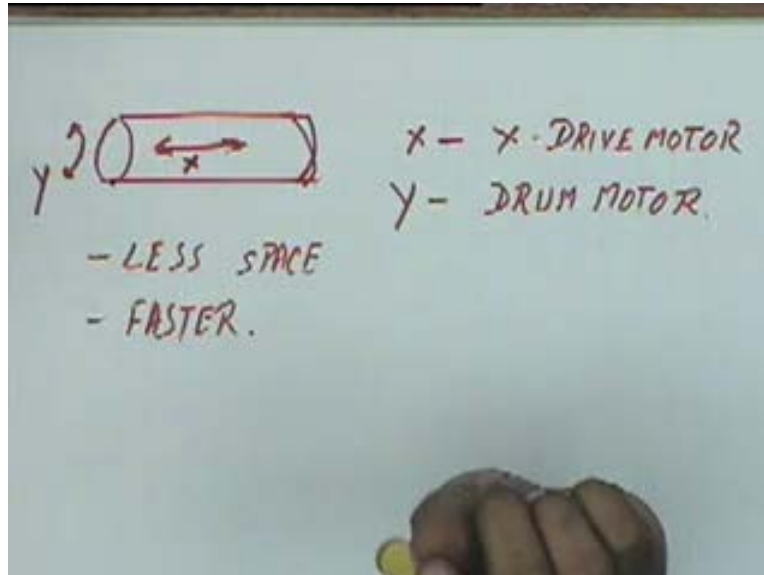 X - X - DRIVE MOTOR
Y - DRUM MOTOR.
Y
X
- LESS SPACE
- FASTER.